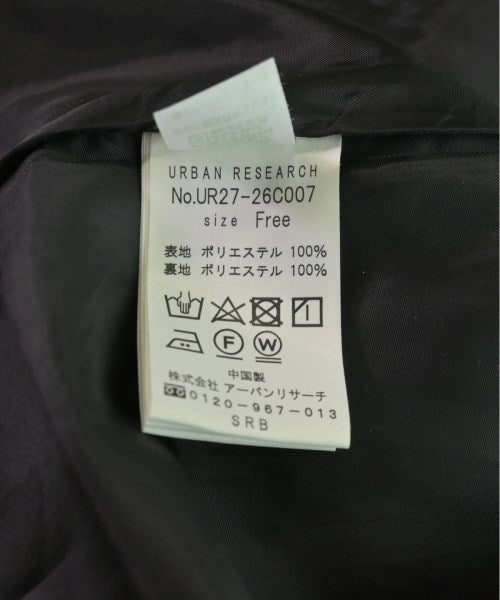 URBAN RESEARCH
No.UR27-26C007
size Free
表地 ポリエステル 100%
裏地 ポリエステル 100%
F W
中国製
株式会社 アーバンリサーチ
0120-967-013
SRB